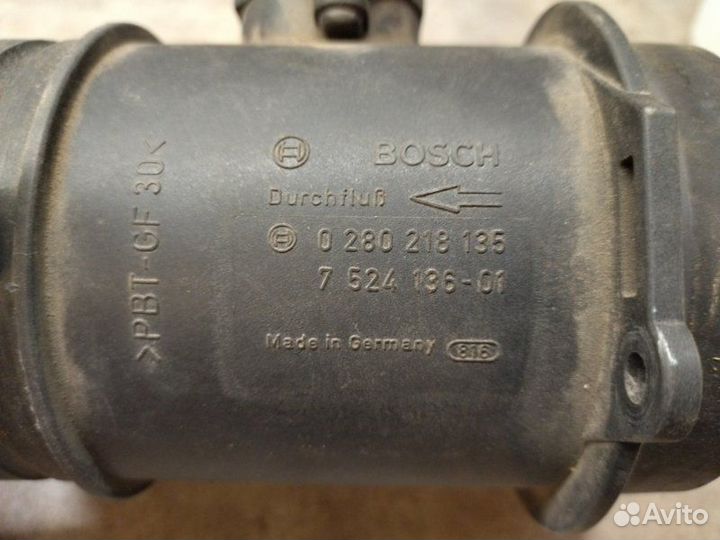 BOSCH
Durchfluß
0 280 218 135
7 524 136-01
Made in Germany 816
>PBT-GF 30<
Avito